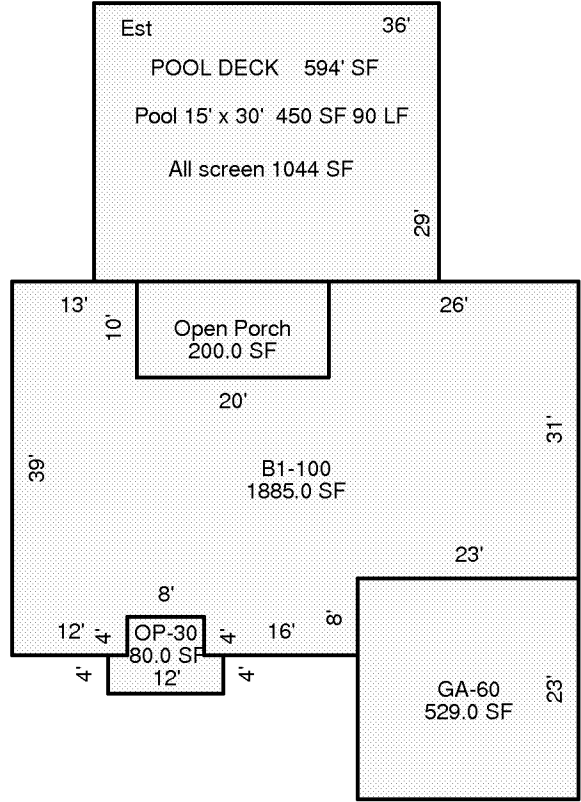 Est
36'
POOL DECK 594' SF
Pool 15' x 30' 450 SF 90 LF
All screen 1044 SF
29'
13'
26'
10'
Open Porch
200.0 SF
20'
31'
39'
B1-100
1885.0 SF
23'
8'
8'
12'
4'
OP-30
4'
16'
80.0 SF
4'
12'
4'
GA-60
529.0 SF
23'